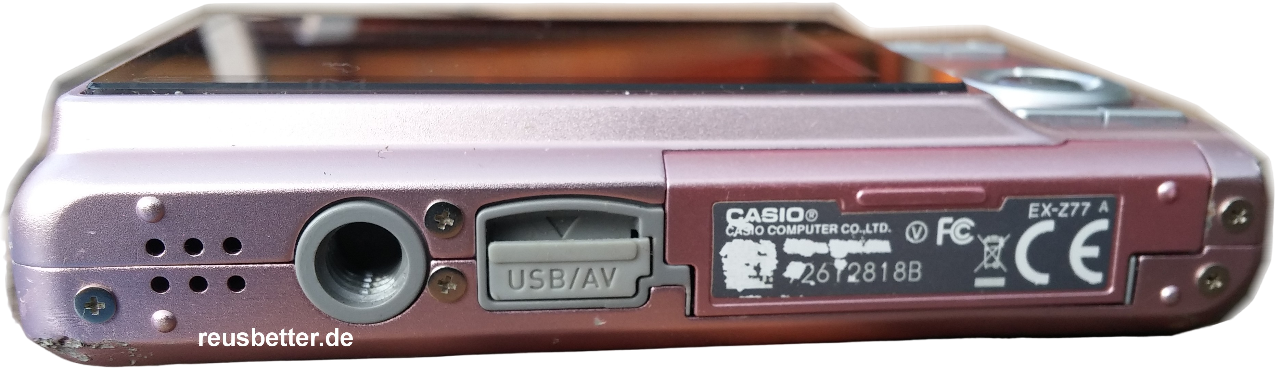 CASIO®
CASIO COMPUTER CO.,LTD.
V
FC
EX-Z77 A
CE
2612818B
USB/AV
reusbetter.de